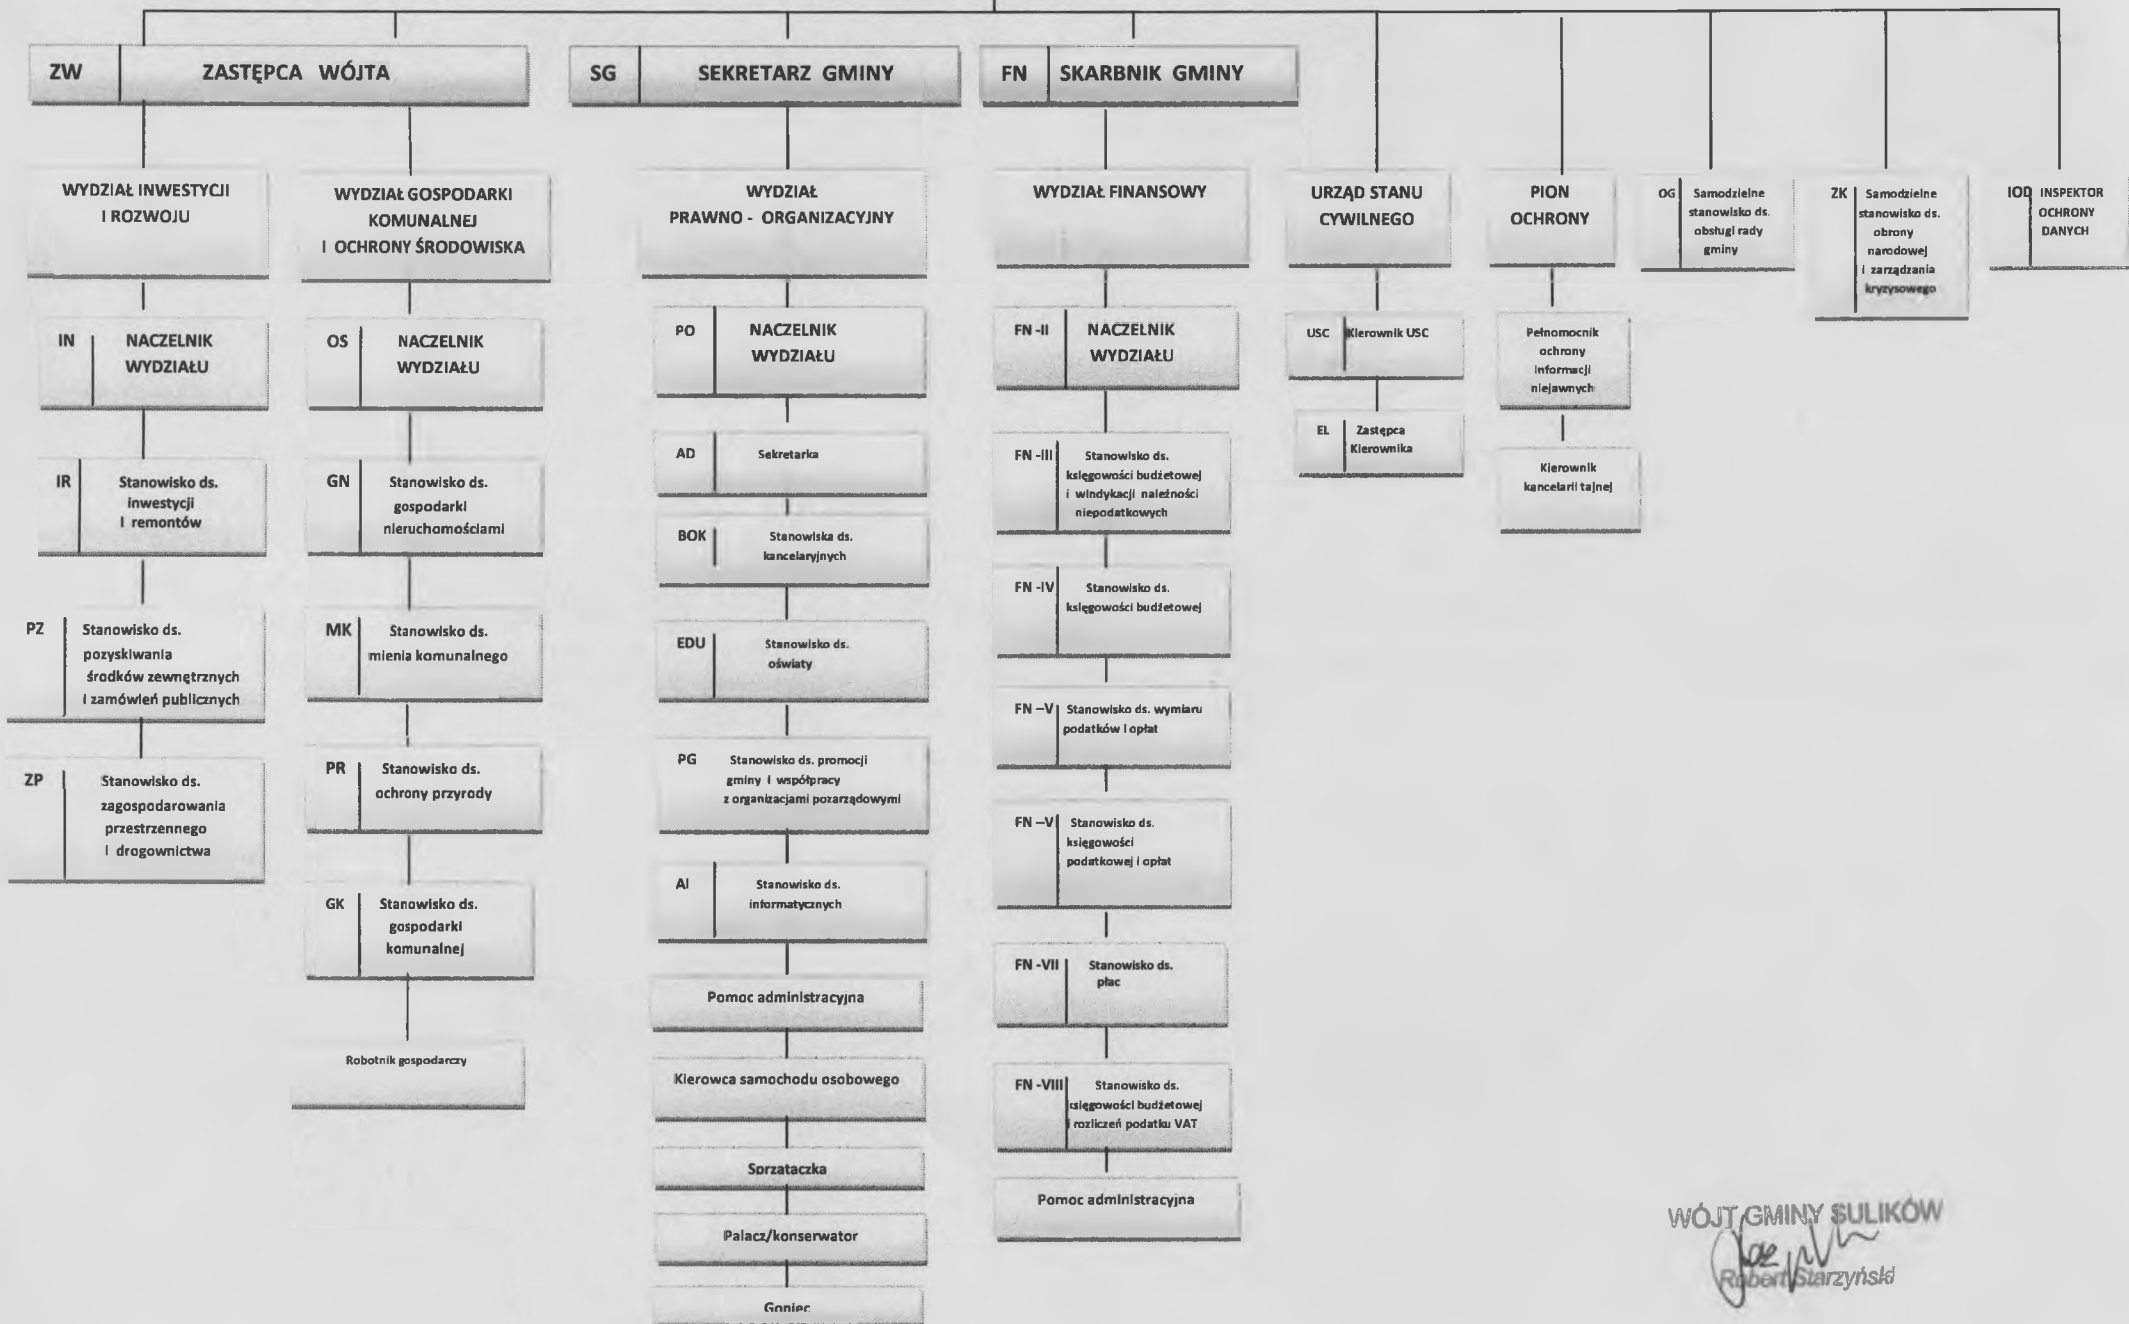 ZW ZASTĘPCA WÓJTA
SG SEKRETARZ GMINY
FN SKARBNIK GMINY
WYDZIAŁ INWESTYCJI
I ROZWOJU
IN NACZELNIK
WYDZIAŁU
IR Stanowisko ds.
inwestycji
i remontów
PZ Stanowisko ds.
pozyskiwania
środków zewnętrznych
i zamówień publicznych
ZP Stanowisko ds.
zagospodarowania
przestrzennego
i drogownictwa
WYDZIAŁ GOSPODARKI
KOMUNALNEJ
I OCHRONY ŚRODOWISKA
OS NACZELNIK
WYDZIAŁU
GN Stanowisko ds.
gospodarki
nieruchomościami
MK Stanowisko ds.
mienia komunalnego
PR Stanowisko ds.
ochrony przyrody
GK Stanowisko ds.
gospodarki
komunalnej
Robotnik gospodarczy
WYDZIAŁ
PRAWNO - ORGANIZACYJNY
PO NACZELNIK
WYDZIAŁU
AD Sekretarka
BOK Stanowiska ds.
kancelaryjnych
EDU Stanowisko ds.
oświaty
PG Stanowisko ds. promocji
gminy i współpracy
z organizacjami pozarządowymi
AI Stanowisko ds.
informatycznych
Pomoc administracyjna
Kierowca samochodu osobowego
Sprzątaczka
Palacz/konserwator
Goniec
WYDZIAŁ FINANSOWY
FN -II NACZELNIK
WYDZIAŁU
FN -III Stanowisko ds.
księgowości budżetowej
i windykacji należności
niepodatkowych
FN -IV Stanowisko ds.
księgowości budżetowej
FN –V Stanowisko ds. wymiaru
podatków i opłat
FN –V Stanowisko ds.
księgowości
podatkowej i opłat
FN -VII Stanowisko ds.
płac
FN -VIII Stanowisko ds.
księgowości budżetowej
i rozliczeń podatku VAT
Pomoc administracyjna
URZĄD STANU
CYWILNEGO
USC Kierownik USC
EL Zastępca
Kierownika
PION
OCHRONY
Pełnomocnik
ochrony
informacji
niejawnych
Kierownik
kancelarii tajnej
OG Samodzielne
stanowisko ds.
obsługi rady
gminy
ZK Samodzielne
stanowisko ds.
obrony
narodowej
i zarządzania
kryzysowego
IOD INSPEKTOR
OCHRONY
DANYCH
WÓJT GMINY SULIKÓW
Robert Starzyński